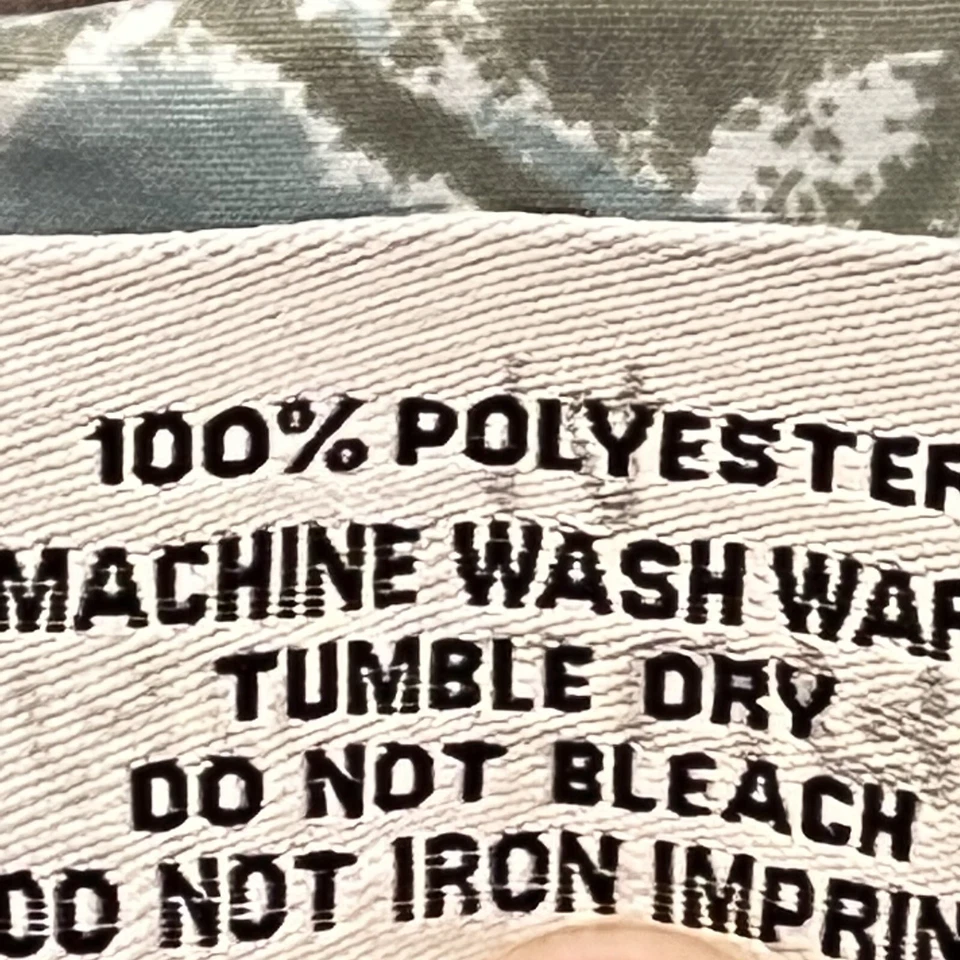 100% POLYESTER
MACHINE WASH WAR
TUMBLE DRY
DO NOT BLEACH
DO NOT IRON IMPRIN